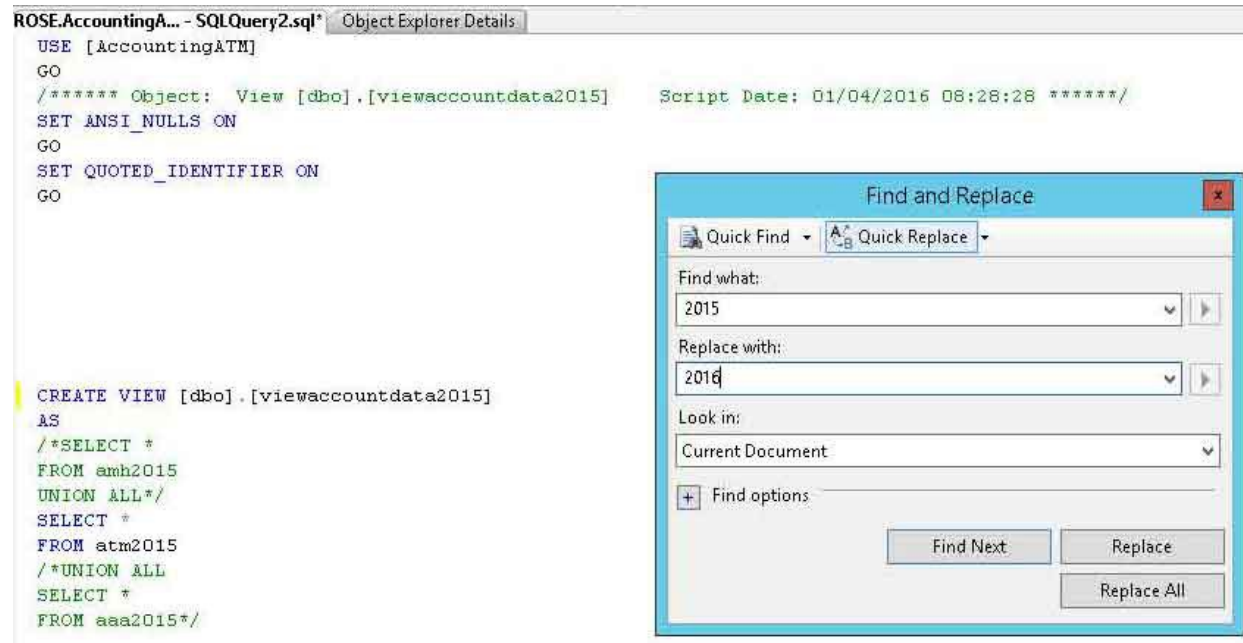 ROSE.AccountingA... - SQLQuery2.sql* Object Explorer Details
USE [AccountingATM]
GO
/****** Object: View [dbo].[viewaccountdata2015] Script Date: 01/04/2016 08:28:28 ******/
SET ANSI_NULLS ON
GO
SET QUOTED_IDENTIFIER ON
GO
CREATE VIEW [dbo].[viewaccountdata2015]
AS
/*SELECT *
FROM amh2015
UNION ALL*/
SELECT *
FROM atm2015
/*UNION ALL
SELECT *
FROM aaa2015*/
Find and Replace
Quick Find Quick Replace
Find what:
2015
Replace with:
2016
Look in:
Current Document
Find options
Find Next Replace
Replace All